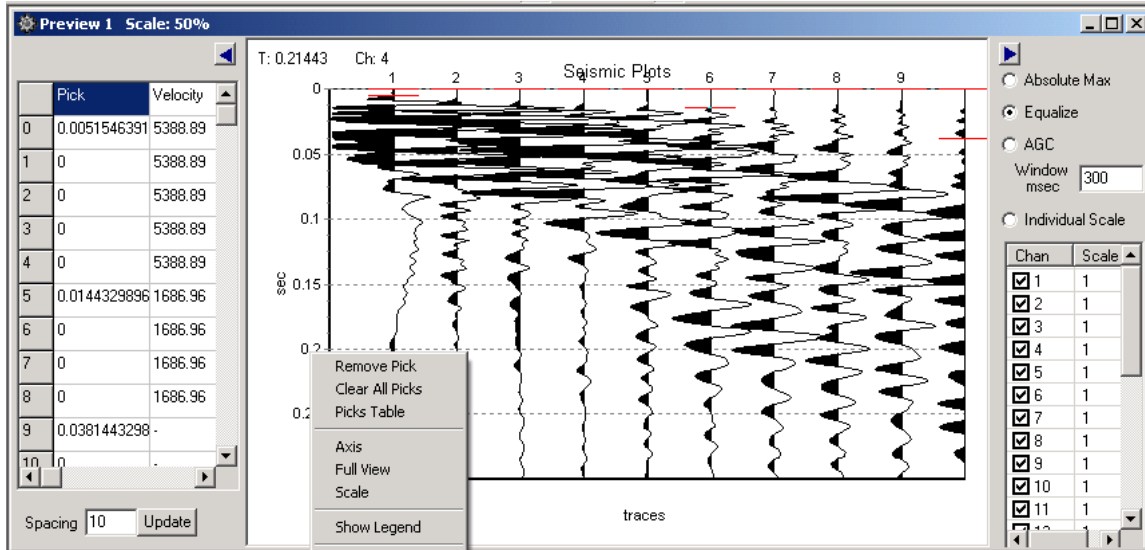 Preview 1 Scale: 50%
T: 0.21443 Ch: 4
Seismic Plots
Pick Velocity
0 0.0051546391 5388.89
1 0 5388.89
2 0 5388.89
3 0 5388.89
4 0 5388.89
5 0.0144329896 1686.96
6 0 1686.96
7 0 1686.96
8 0 1686.96
9 0.0381443298 -
10 0 -
Spacing 10 Update
1 2 3 4 5 6 7 8 9
0
0.05
0.1
0.15
0.2
0.2
sec
traces
Remove Pick
Clear All Picks
Picks Table
Axis
Full View
Scale
Show Legend
Absolute Max
Equalize
AGC
Window
msec
300
Individual Scale
Chan Scale
1 1
2 1
3 1
4 1
5 1
6 1
7 1
8 1
9 1
10 1
11 1